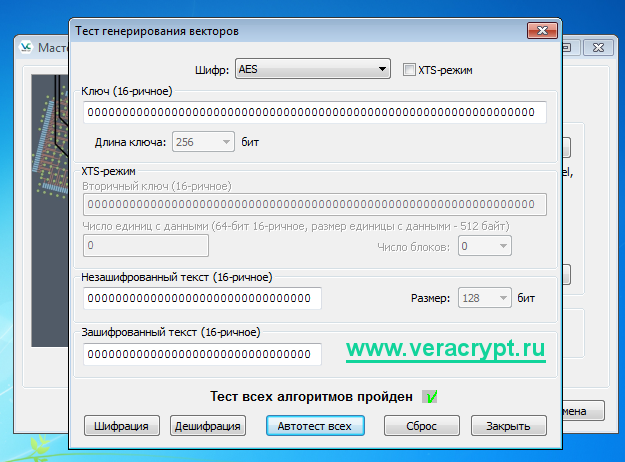 Масте
Тест генерирования векторов
Шифр: AES XTS-режим
Ключ (16-ричное)
0000000000000000000000000000000000000000000000000000000000000000
Длина ключа: 256 бит
el,
XTS-режим
Вторичный ключ (16-ричное)
0000000000000000000000000000000000000000000000000000000000000000
Число единиц с данными (64-бит 16-ричное, размер единицы с данными - 512 байт)
0 Число блоков: 0
Незашифрованный текст (16-ричное)
00000000000000000000000000000000 Размер: 128 бит
Зашифрованный текст (16-ричное)
00000000000000000000000000000000 www.veracrypt.ru
Тест всех алгоритмов пройден
Шифрация Дешифрация Автотест всех Сброс Закрыть мена